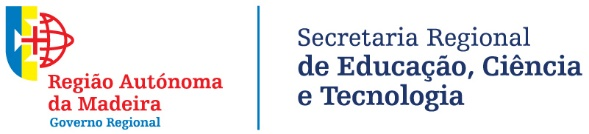 Região Autónoma
da Madeira
Governo Regional
Secretaria Regional
de Educação, Ciência
e Tecnologia